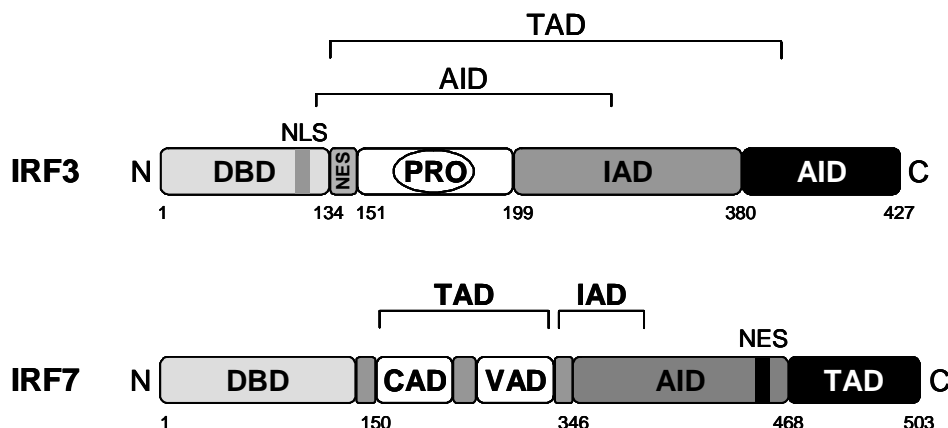 TAD
AID
NLS
IRF3 N DBD NES PRO IAD AID C
1 134 151 199 380 427
TAD IAD
NES
IRF7 N DBD CAD VAD AID TAD C
1 150 346 468 503